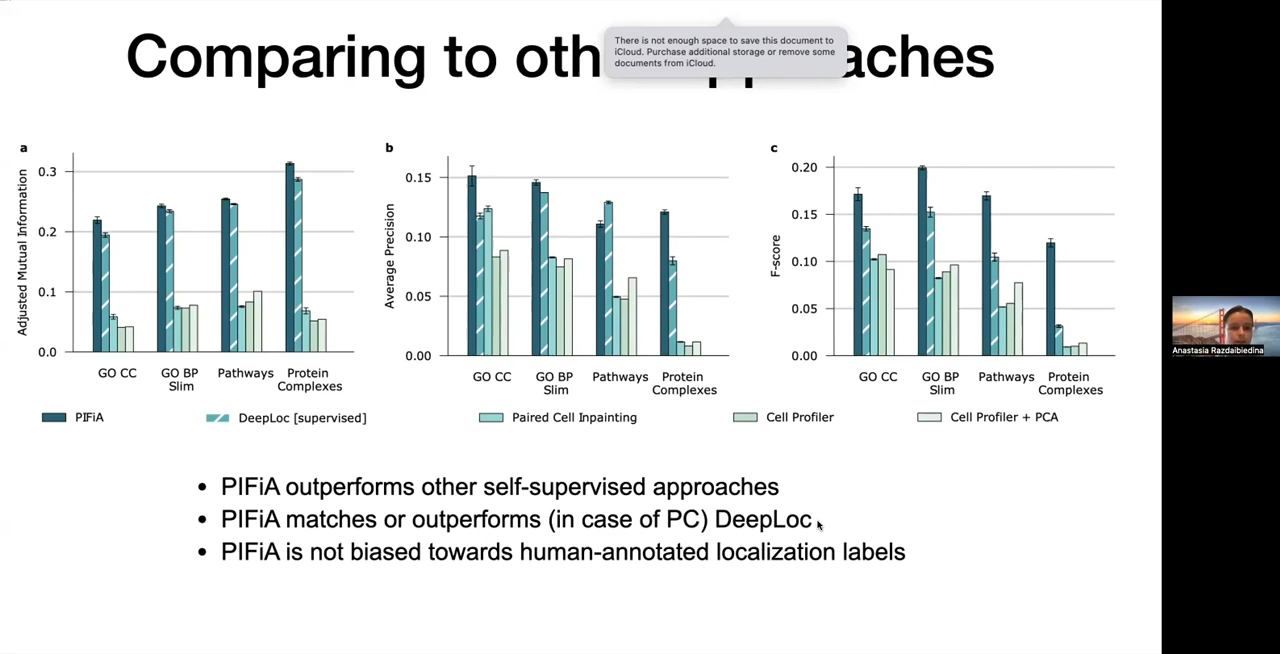 Comparing to oth
aches
There is not enough space to save this document to
iCloud. Purchase additional storage or remove some
documents from iCloud.
a
Adjusted Mutual Information
0.3
0.2
0.1
0.0
GO CC
GO BP
Slim
Pathways
Protein
Complexes
b
Average Precision
0.15
0.10
0.05
0.00
GO CC
GO BP
Slim
Pathways
Protein
Complexes
c
F-score
0.20
0.15
0.10
0.05
0.00
GO CC
GO BP
Slim
Pathways
Protein
Complexes
PIFiA
DeepLoc [supervised]
Paired Cell Inpainting
Cell Profiler
Cell Profiler + PCA
• PIFiA outperforms other self-supervised approaches
• PIFiA matches or outperforms (in case of PC) DeepLoc
• PIFiA is not biased towards human-annotated localization labels
Anastasia Razdaibiedina